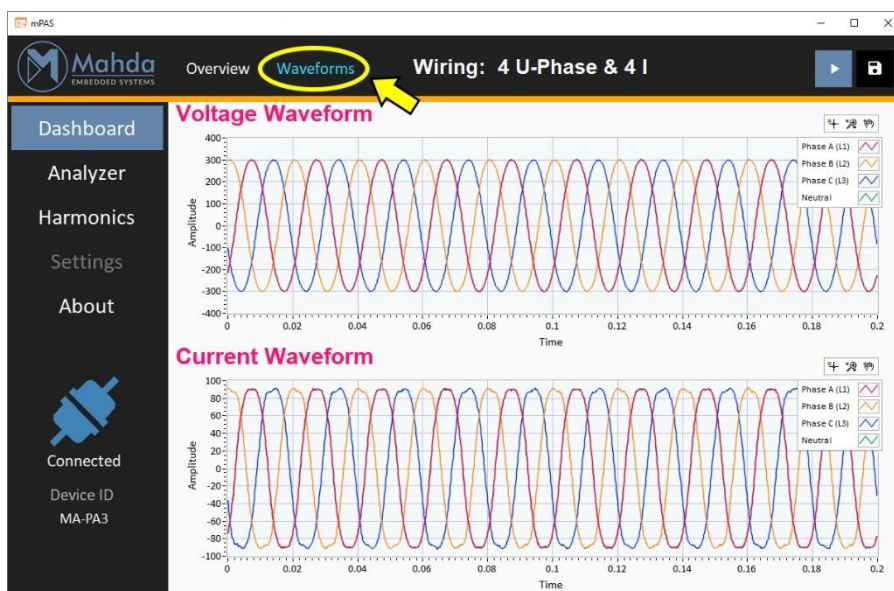 mPAS
Mahda
EMBEDDED SYSTEMS
Overview
Waveforms
Wiring: 4 U-Phase & 4 I
Dashboard
Analyzer
Harmonics
Settings
About
Connected
Device ID
MA-PA3
Voltage Waveform
Phase A (L1)
Phase B (L2)
Phase C (L3)
Neutral
Amplitude
400
300
200
100
0
-100
-200
-300
-400
0 0.02 0.04 0.06 0.08 0.1 0.12 0.14 0.16 0.18 0.2
Time
Current Waveform
Phase A (L1)
Phase B (L2)
Phase C (L3)
Neutral
Amplitude
100
80
60
40
20
0
-20
-40
-60
-80
-100
0 0.02 0.04 0.06 0.08 0.1 0.12 0.14 0.16 0.18 0.2
Time